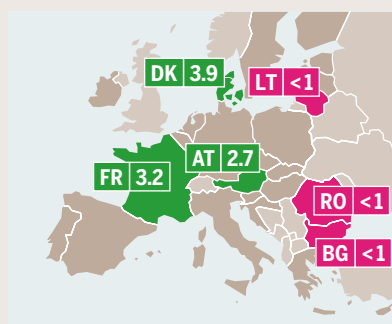 DK 3.9
LT <1
AT 2.7
FR 3.2
RO <1
BG <1